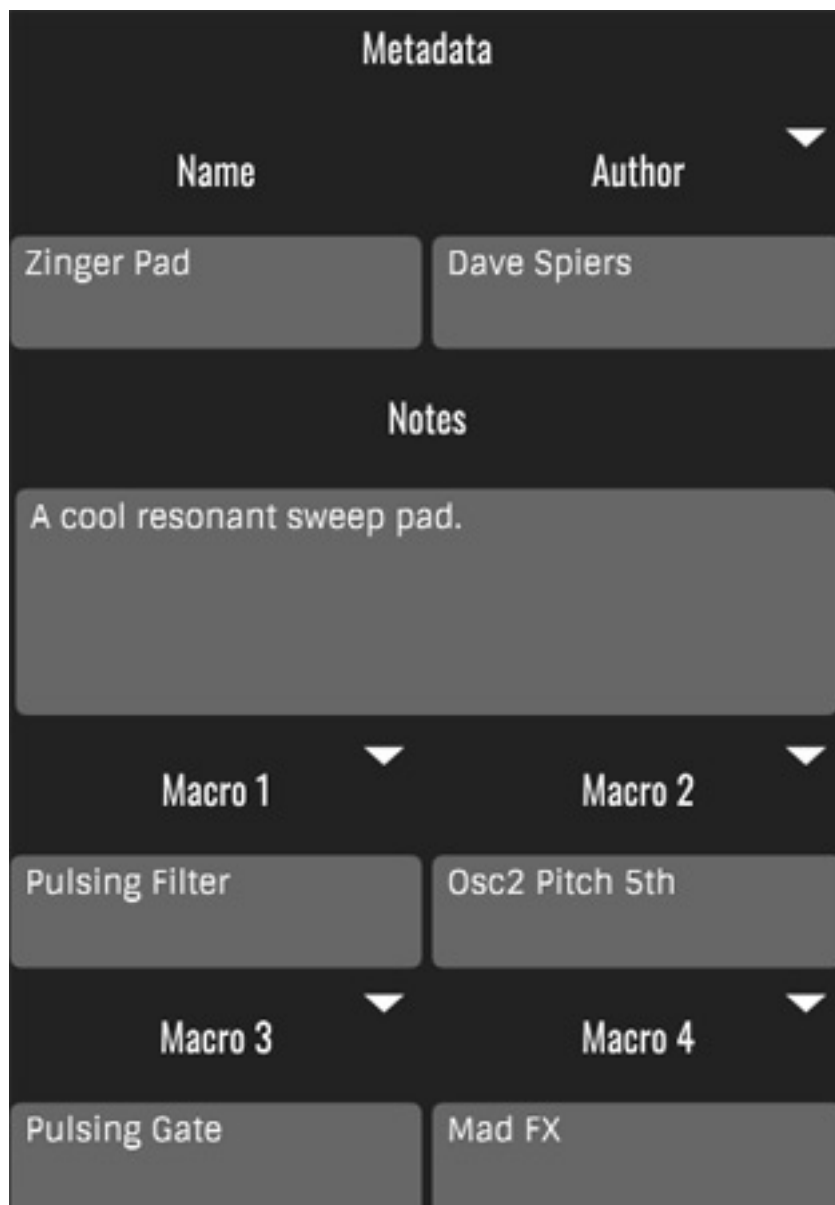 Metadata
Name Author
Zinger Pad Dave Spiers
Notes
A cool resonant sweep pad.
Macro 1 Macro 2
Pulsing Filter Osc2 Pitch 5th
Macro 3 Macro 4
Pulsing Gate Mad FX